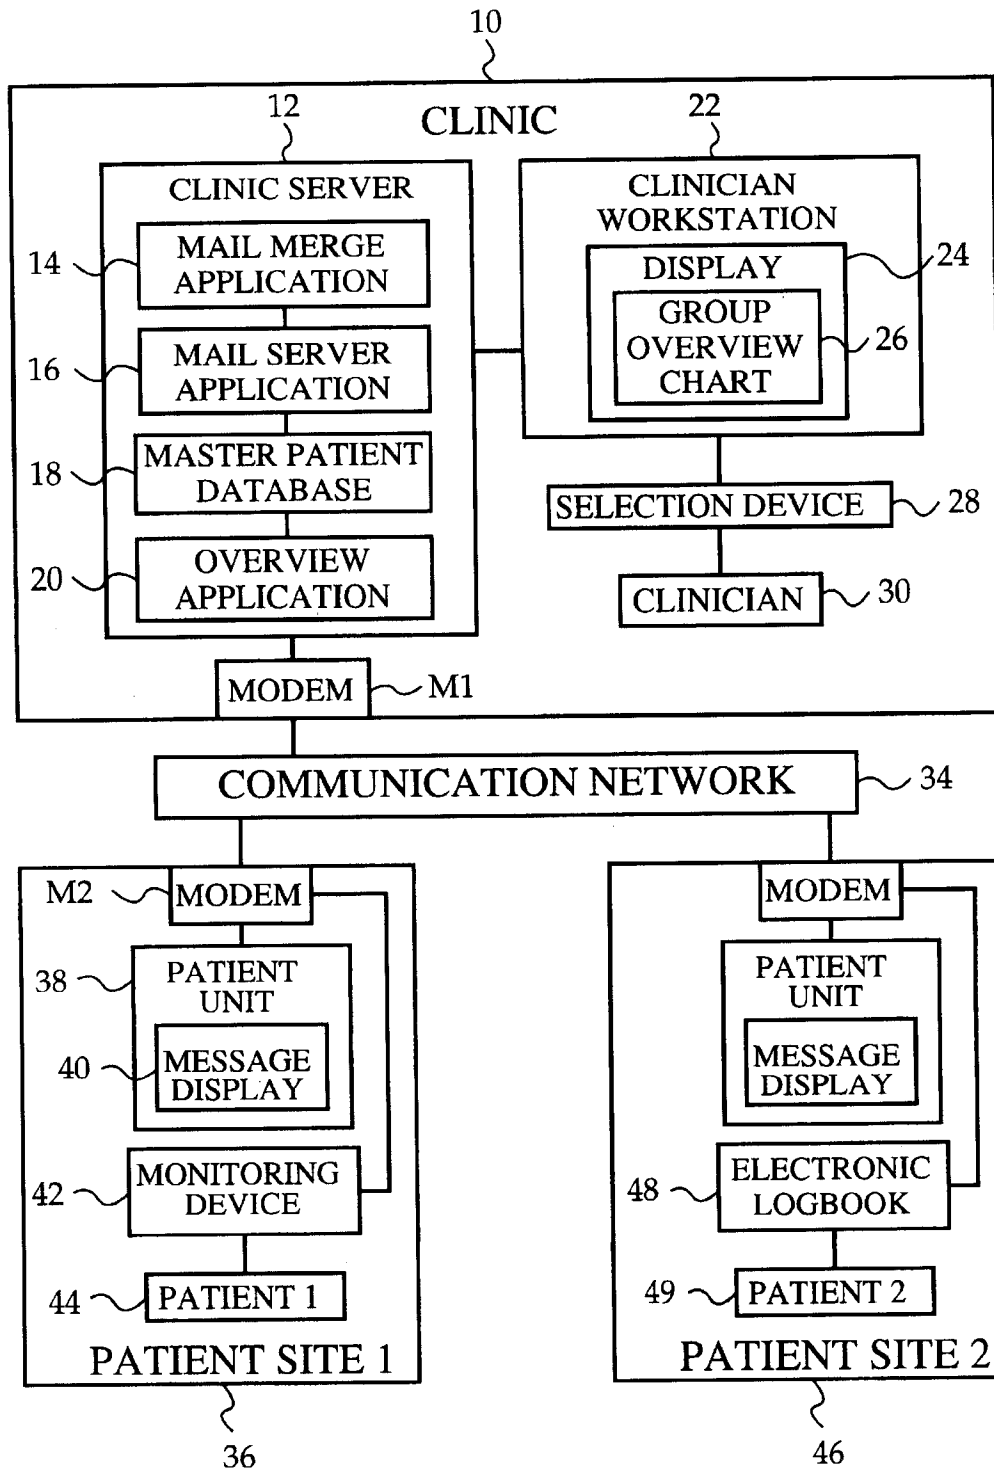 10
12
CLINIC
22
CLINIC SERVER
CLINICIAN
WORKSTATION
14
MAIL MERGE
APPLICATION
DISPLAY
24
GROUP
OVERVIEW
CHART
26
16
MAIL SERVER
APPLICATION
18
MASTER PATIENT
DATABASE
SELECTION DEVICE
28
20
OVERVIEW
APPLICATION
CLINICIAN
30
MODEM
M1
COMMUNICATION NETWORK
34
M2
MODEM
38
PATIENT
UNIT
40
MESSAGE
DISPLAY
42
MONITORING
DEVICE
44
PATIENT 1
PATIENT SITE 1
36
MODEM
PATIENT
UNIT
MESSAGE
DISPLAY
48
ELECTRONIC
LOGBOOK
49
PATIENT 2
PATIENT SITE 2
46